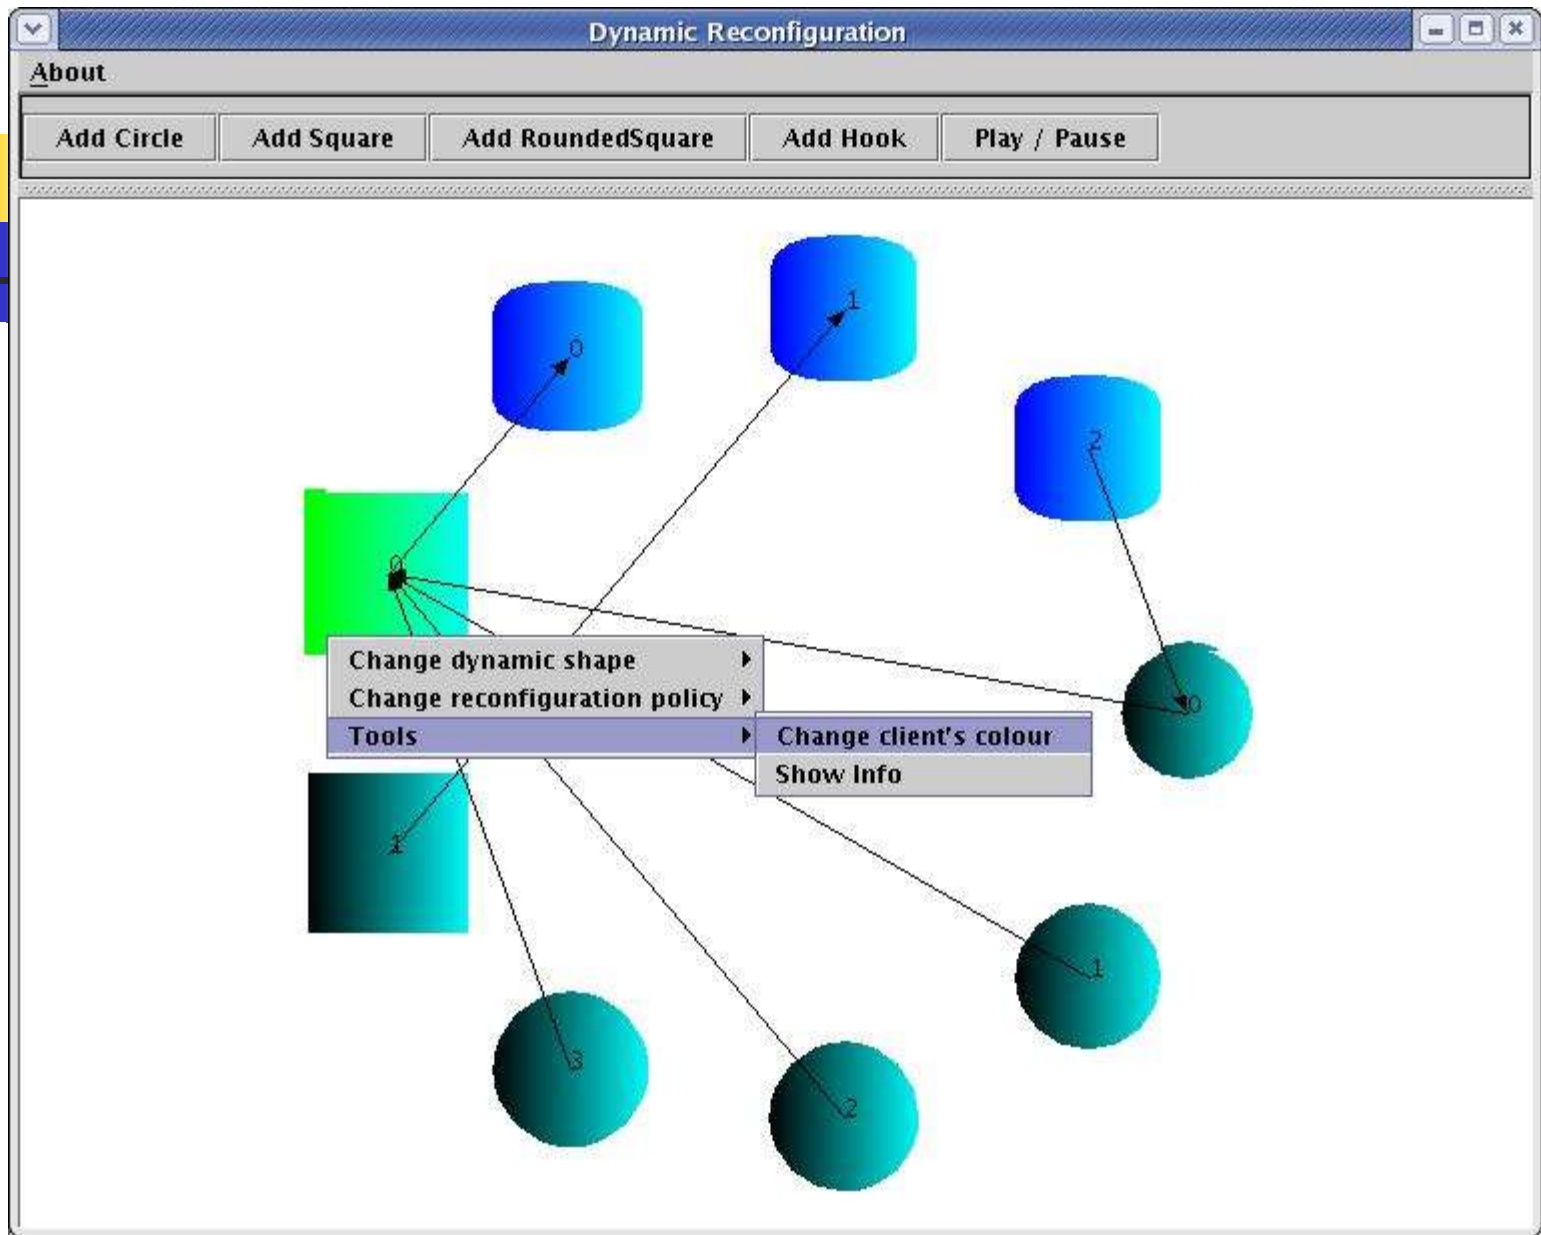 Dynamic Reconfiguration
About
Add Circle Add Square Add RoundedSquare Add Hook Play / Pause
1
0
2
0
Change dynamic shape
Change reconfiguration policy
0
Tools
Change client's colour
Show Info
1
1
3
2